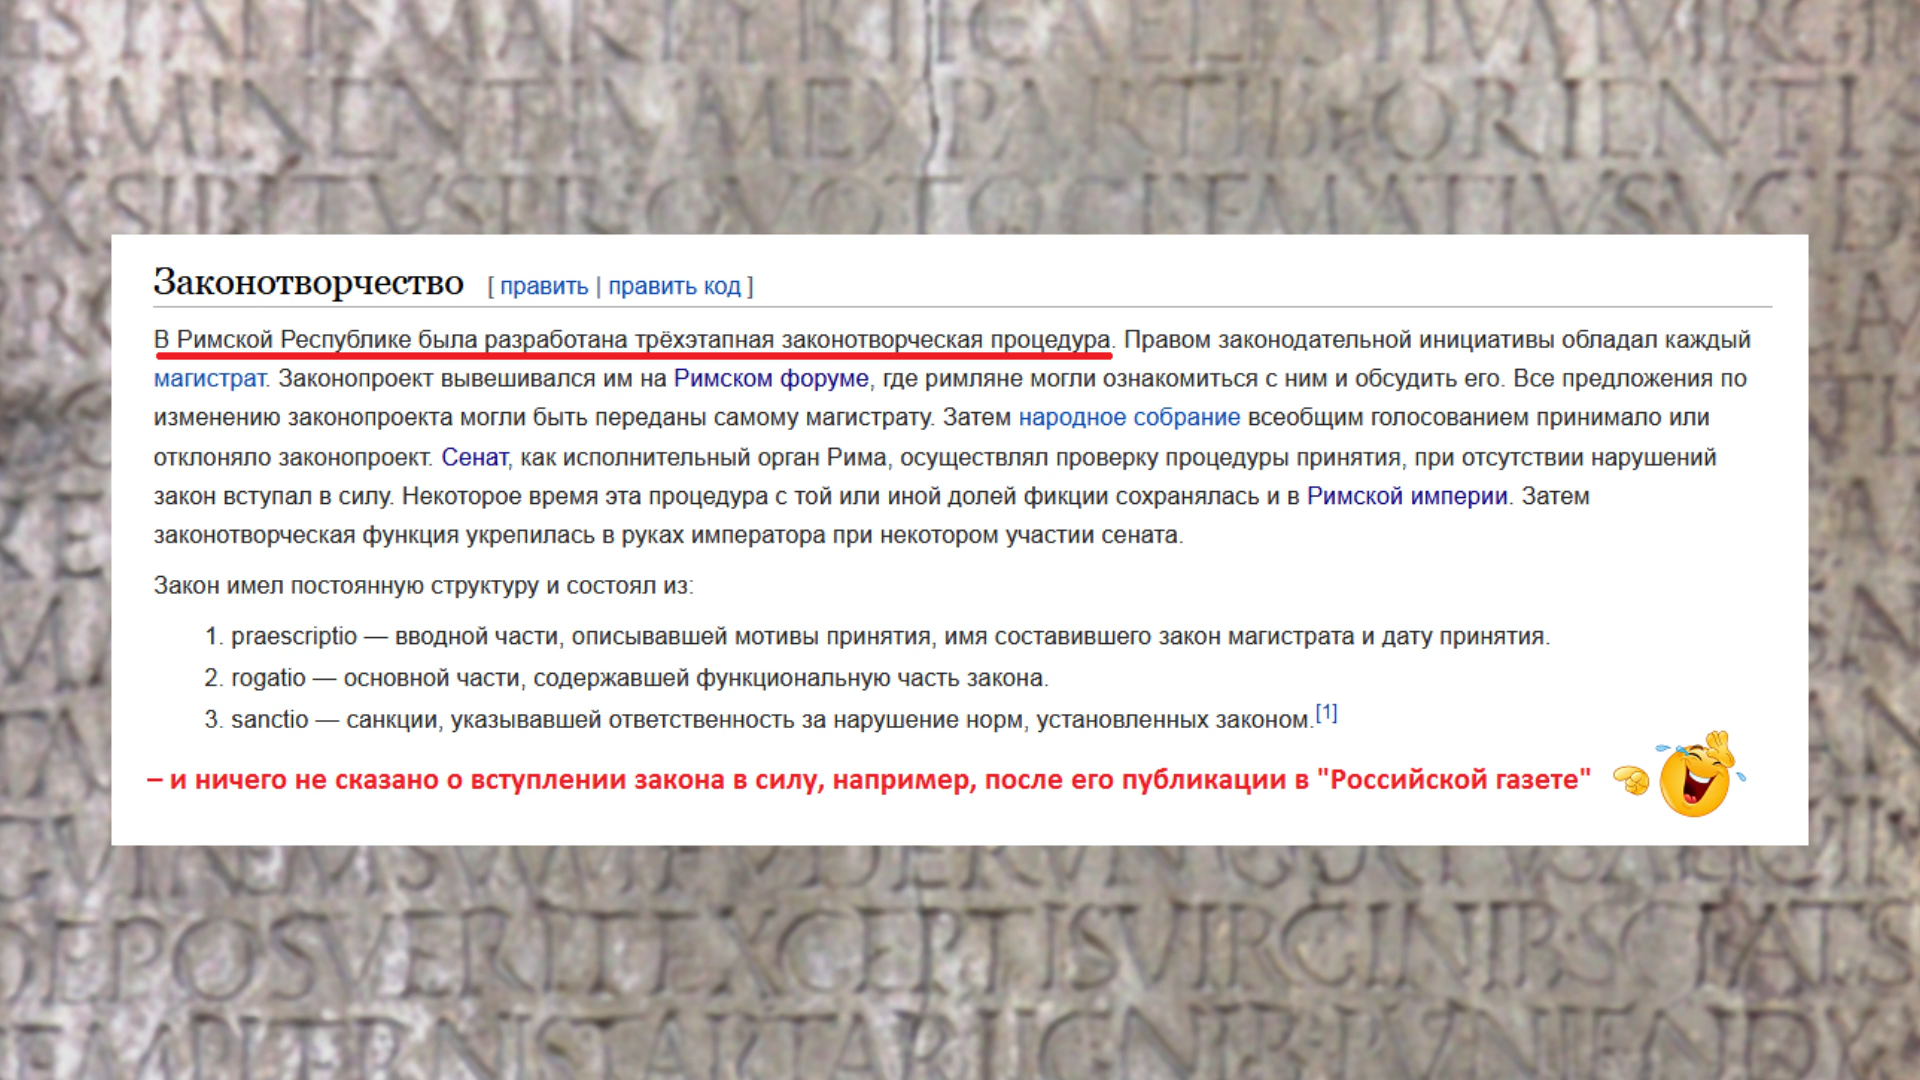 Законотворчество [ править | править код ]
В Римской Республике была разработана трёхэтапная законотворческая процедура. Правом законодательной инициативы обладал каждый
магистрат. Законопроект вывешивался им на Римском форуме, где римляне могли ознакомиться с ним и обсудить его. Все предложения по
изменению законопроекта могли быть переданы самому магистрату. Затем народное собрание всеобщим голосованием принимало или
отклоняло законопроект. Сенат, как исполнительный орган Рима, осуществлял проверку процедуры принятия, при отсутствии нарушений
закон вступал в силу. Некоторое время эта процедура с той или иной долей фикции сохранялась и в Римской империи. Затем
законотворческая функция укрепилась в руках императора при некотором участии сената.
Закон имел постоянную структуру и состоял из:
1. praescriptio — вводной части, описывавшей мотивы принятия, имя составившего закон магистрата и дату принятия.
2. rogatio — основной части, содержавшей функциональную часть закона.
3. sanctio — санкции, указывавшей ответственность за нарушение норм, установленных законом.[1]
– и ничего не сказано о вступлении закона в силу, например, после его публикации в "Российской газете"